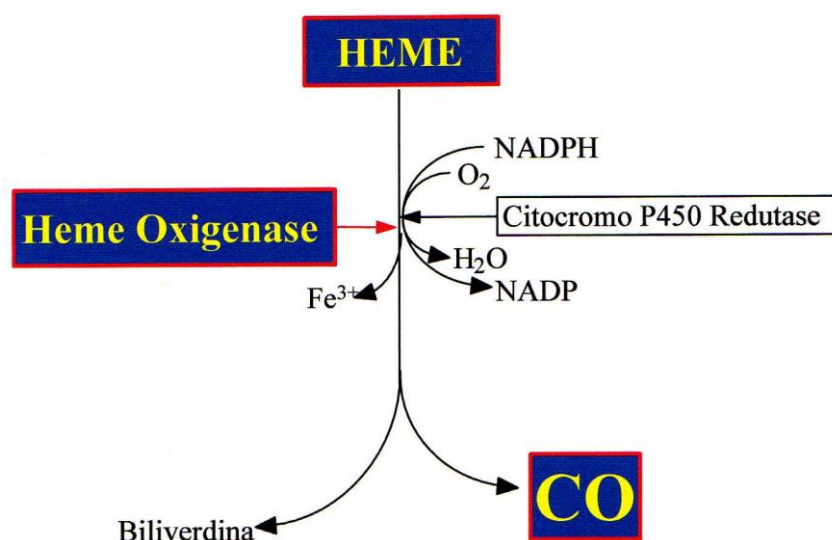 HEME
NADPH
O₂
Heme Oxigenase
Citocromo P450 Redutase
H₂O
Fe³⁺
NADP
CO
Biliverdina